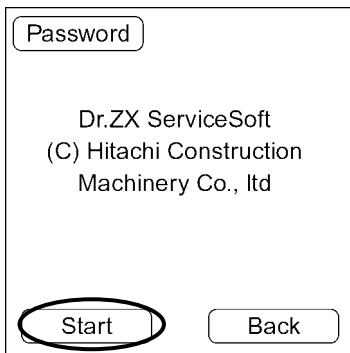 Password
Dr.ZX ServiceSoft
(C) Hitachi Construction
Machinery Co., ltd
Start
Back